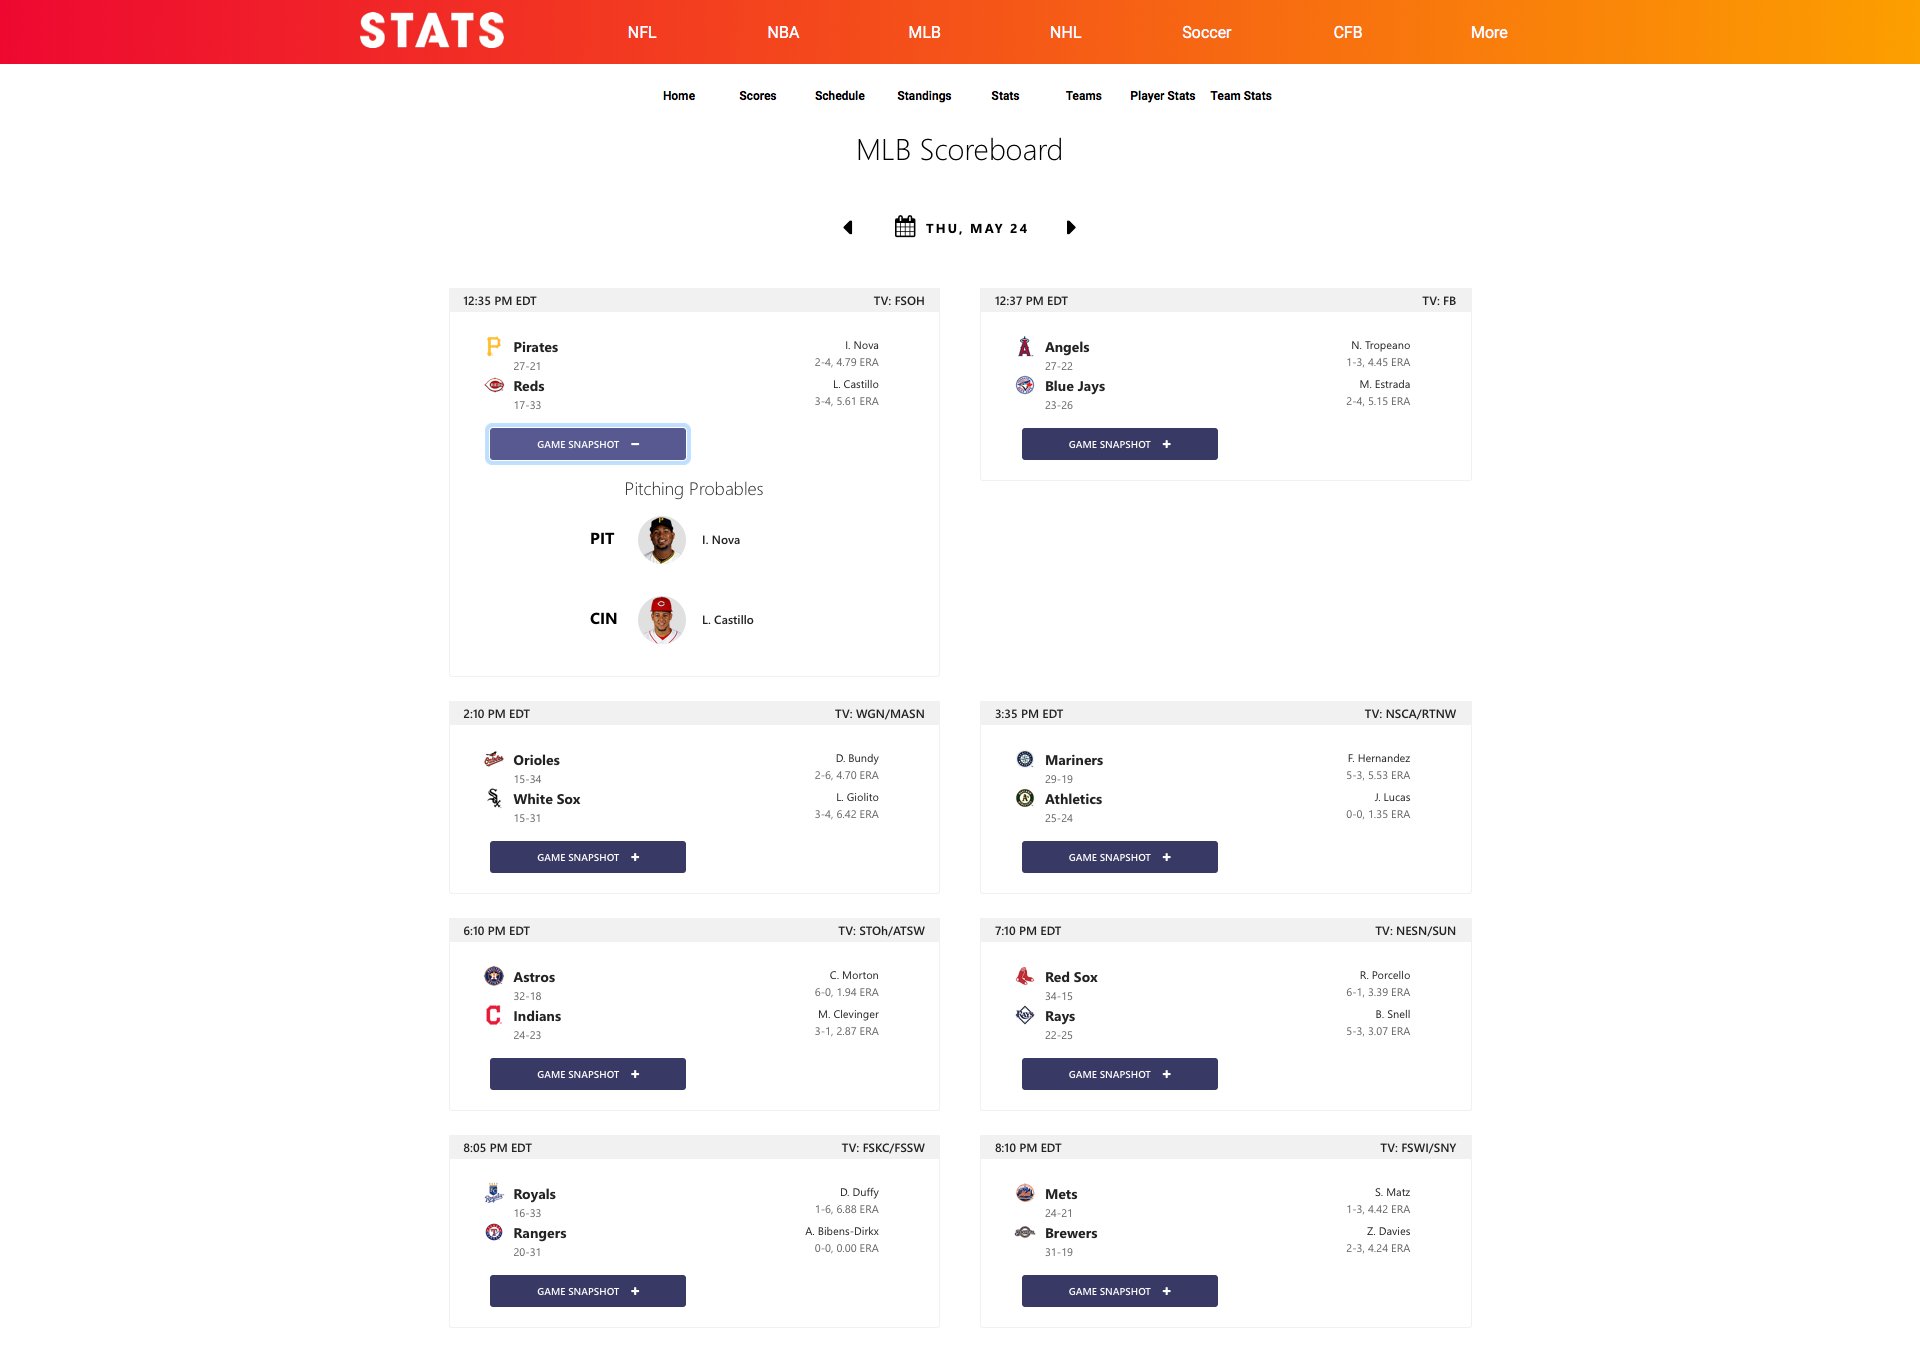 STATS
NFL NBA MLB NHL Soccer CFB More
Home Scores Schedule Standings Stats Teams Player Stats Team Stats
MLB Scoreboard
THU, MAY 24
12:35 PM EDT TV: FSOH
Pirates I. Nova
27-21 2-4, 4.79 ERA
Reds L. Castillo
17-33 3-4, 5.61 ERA
GAME SNAPSHOT
Pitching Probables
PIT I. Nova
CIN L. Castillo
12:37 PM EDT TV: FB
Angels N. Tropeano
27-22 1-3, 4.45 ERA
Blue Jays M. Estrada
23-26 2-4, 5.15 ERA
GAME SNAPSHOT
2:10 PM EDT TV: WGN/MASN
Orioles D. Bundy
15-34 2-6, 4.70 ERA
White Sox L. Giolito
15-31 3-4, 6.42 ERA
GAME SNAPSHOT
3:35 PM EDT TV: NSCA/RTNW
Mariners F. Hernandez
29-19 5-3, 5.53 ERA
Athletics J. Lucas
25-24 0-0, 1.35 ERA
GAME SNAPSHOT
6:10 PM EDT TV: STOh/ATSW
Astros C. Morton
32-18 6-0, 1.94 ERA
Indians M. Clevinger
24-23 3-1, 2.87 ERA
GAME SNAPSHOT
7:10 PM EDT TV: NESN/SUN
Red Sox R. Porcello
34-15 6-1, 3.39 ERA
Rays B. Snell
22-25 5-3, 3.07 ERA
GAME SNAPSHOT
8:05 PM EDT TV: FSKC/FSSW
Royals D. Duffy
16-33 1-6, 6.88 ERA
Rangers A. Bibens-Dirkx
20-31 0-0, 0.00 ERA
GAME SNAPSHOT
8:10 PM EDT TV: FSWI/SNY
Mets S. Matz
24-21 1-3, 4.42 ERA
Brewers Z. Davies
31-19 2-3, 4.24 ERA
GAME SNAPSHOT